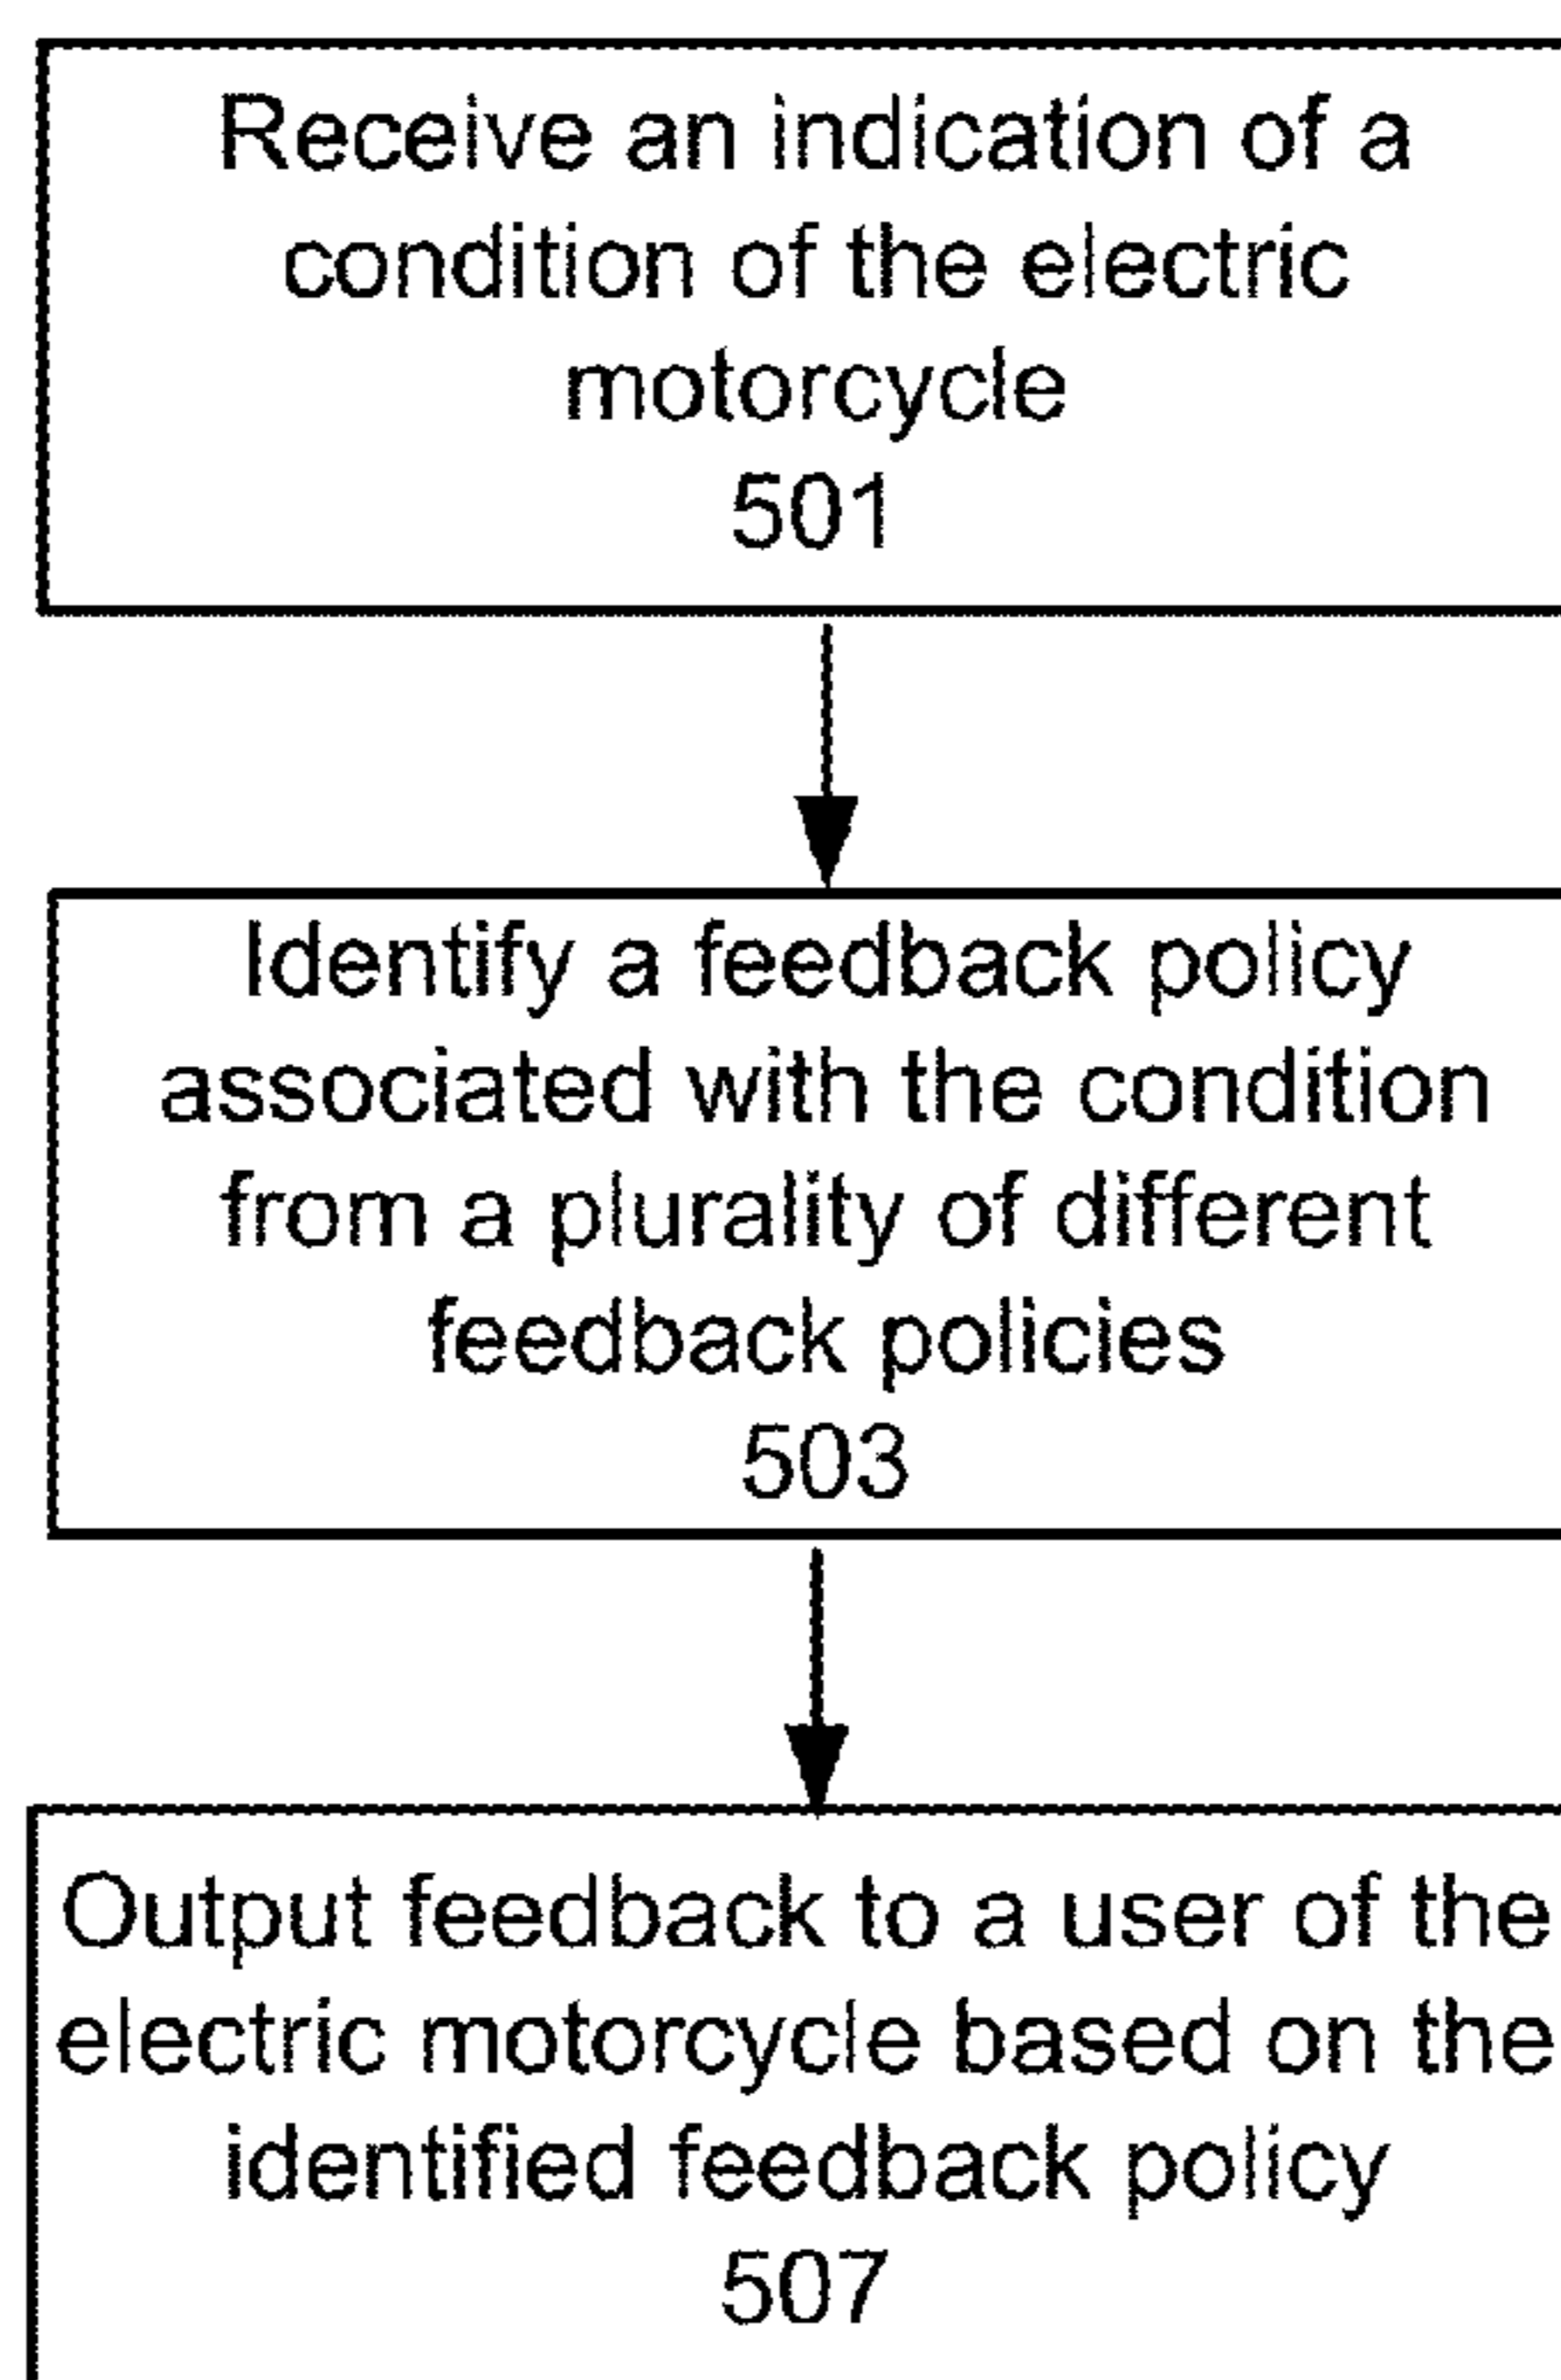 Receive an indication of a
condition of the electric
motorcycle
501
Identify a feedback policy
associated with the condition
from a plurality of different
feedback policies
503
Output feedback to a user of the
electric motorcycle based on the
identified feedback policy
507